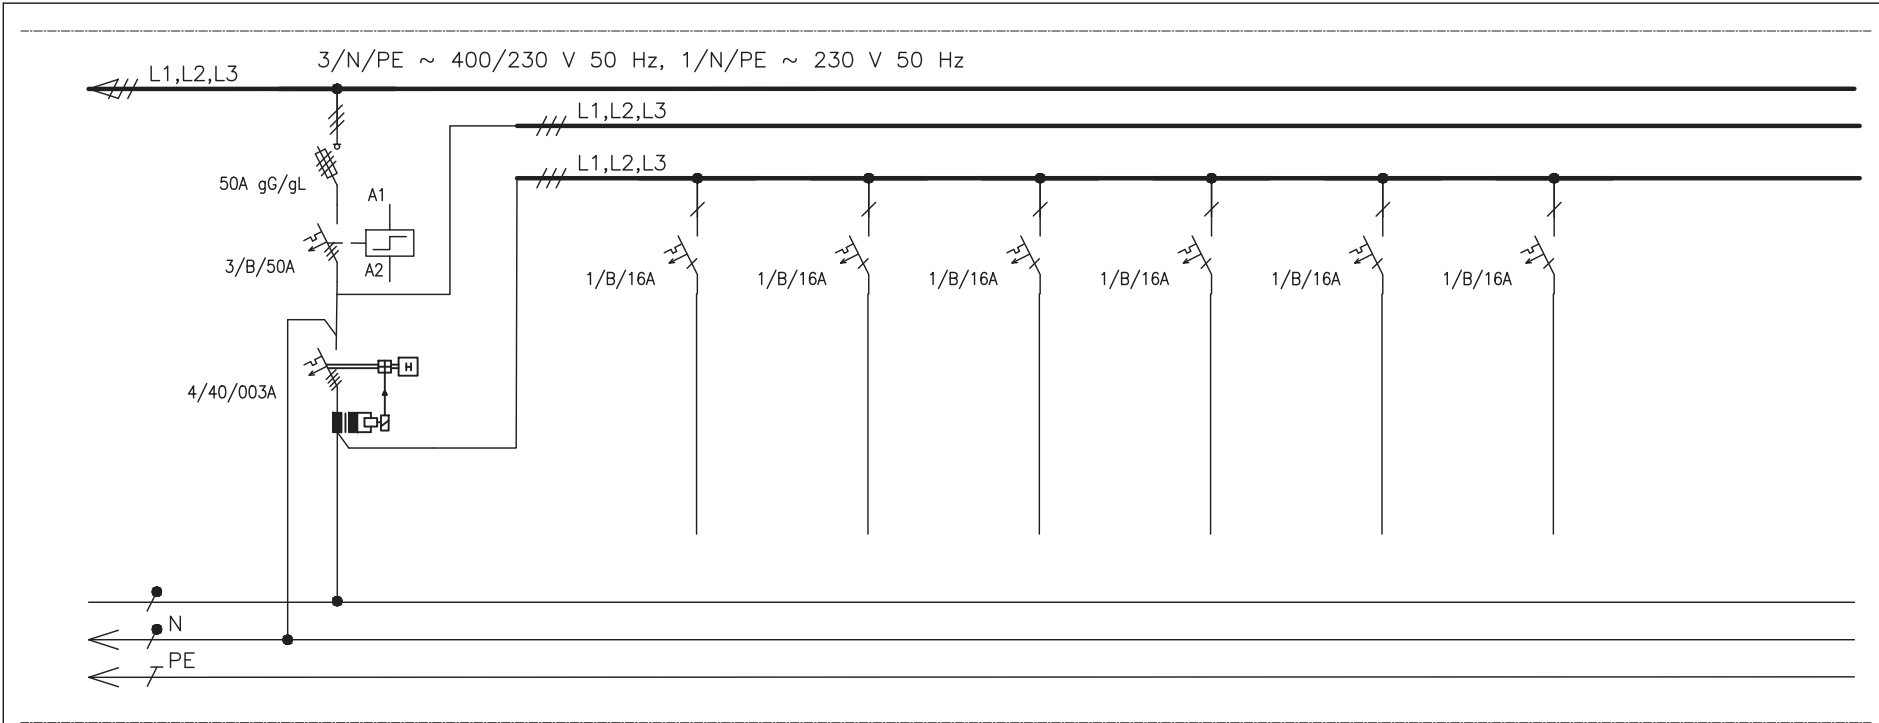 3/N/PE ~ 400/230 V 50 Hz, 1/N/PE ~ 230 V 50 Hz
L1,L2,L3
L1,L2,L3
L1,L2,L3
50A gG/gL
A1
3/B/50A
A2
1/B/16A
1/B/16A
1/B/16A
1/B/16A
1/B/16A
1/B/16A
H
4/40/003A
N
PE